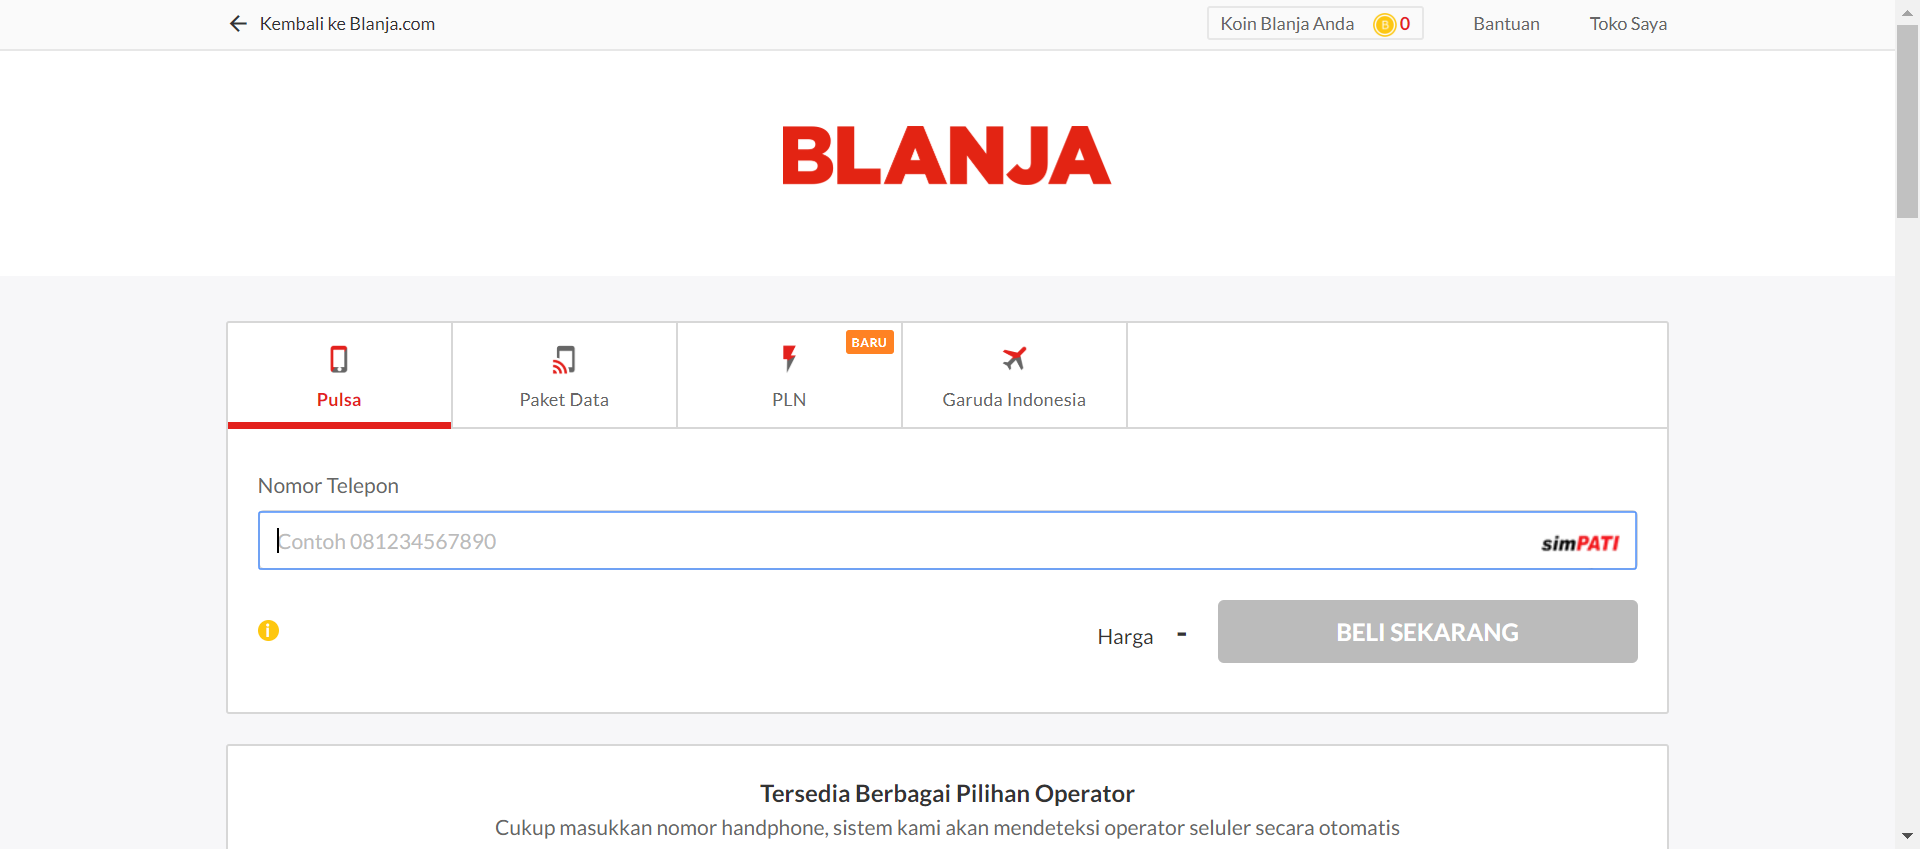 Kembali ke Blanja.com
Koin Blanja Anda 0
Bantuan
Toko Saya
BLANJA
Pulsa
Paket Data
BARU
PLN
Garuda Indonesia
Nomor Telepon
Contoh 081234567890
simPATI
Harga -
BELI SEKARANG
Tersedia Berbagai Pilihan Operator
Cukup masukkan nomor handphone, sistem kami akan mendeteksi operator seluler secara otomatis